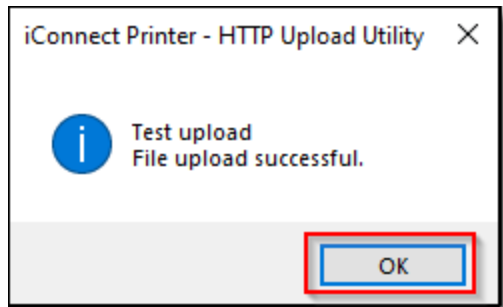 iConnect Printer - HTTP Upload Utility
Test upload
File upload successful.
OK